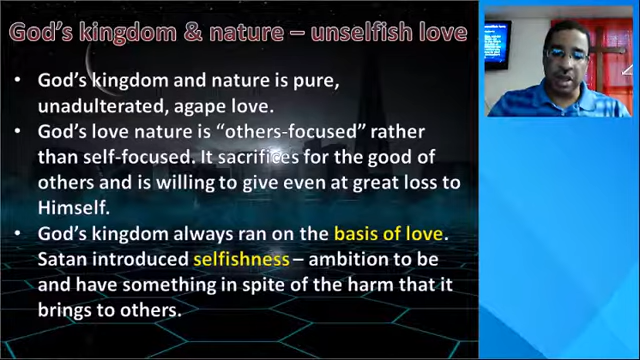 God's kingdom & nature – unselfish love
• God's kingdom and nature is pure,
unadulterated, agape love.
• God's love nature is "others-focused" rather
than self-focused. It sacrifices for the good of
others and is willing to give even at great loss to
Himself.
• God's kingdom always ran on the basis of love.
Satan introduced selfishness – ambition to be
and have something in spite of the harm that it
brings to others.